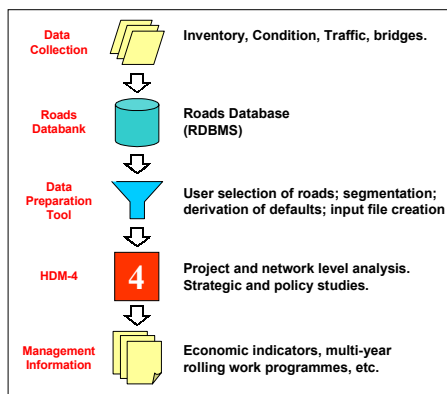 Data
Collection
Inventory, Condition, Traffic, bridges.
Roads
Databank
Roads Database
(RDBMS)
Data
Preparation
Tool
User selection of roads; segmentation;
derivation of defaults; input file creation
HDM-4
4
Project and network level analysis.
Strategic and policy studies.
Management
Information
Economic indicators, multi-year
rolling work programmes, etc.